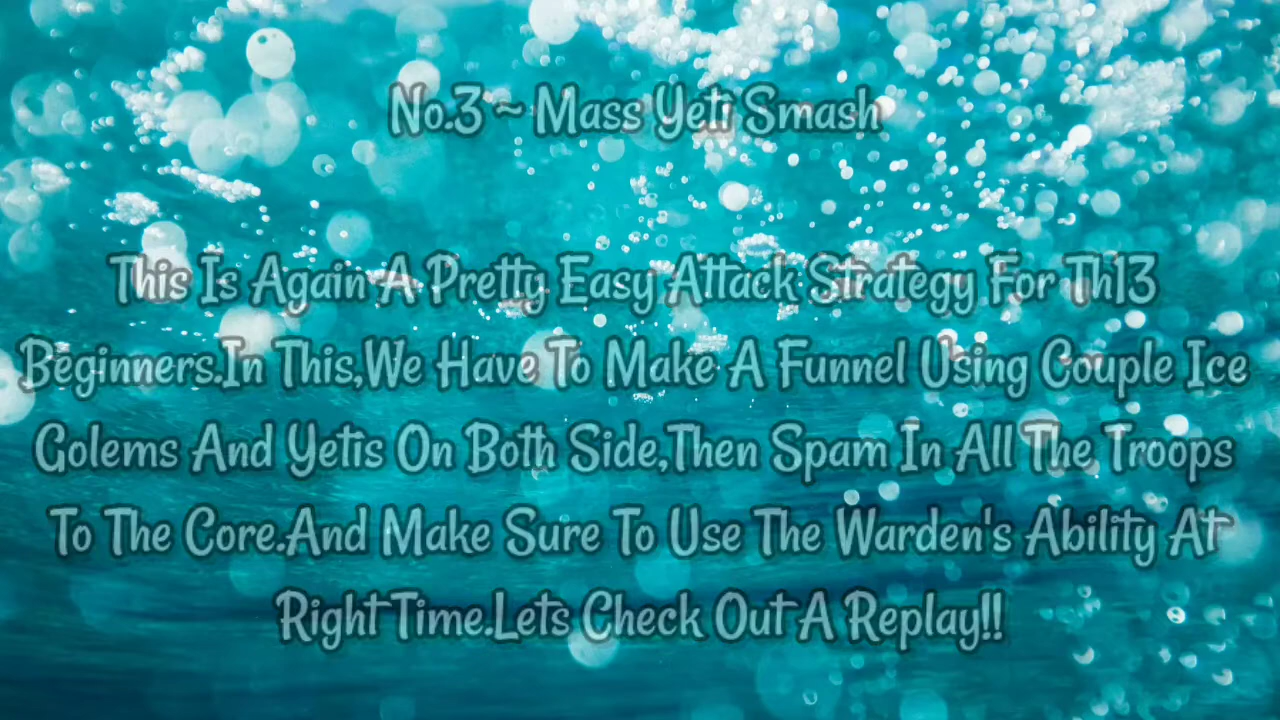 No.3 ~ Mass Yeti Smash
This Is Again A Pretty Easy Attack Strategy For Th13
Beginners.In This,We Have To Make A Funnel Using Couple Ice
Golems And Yetis On Both Side,Then Spam In All The Troops
To The Core.And Make Sure To Use The Warden's Ability At
Right Time.Lets Check Out A Replay!!